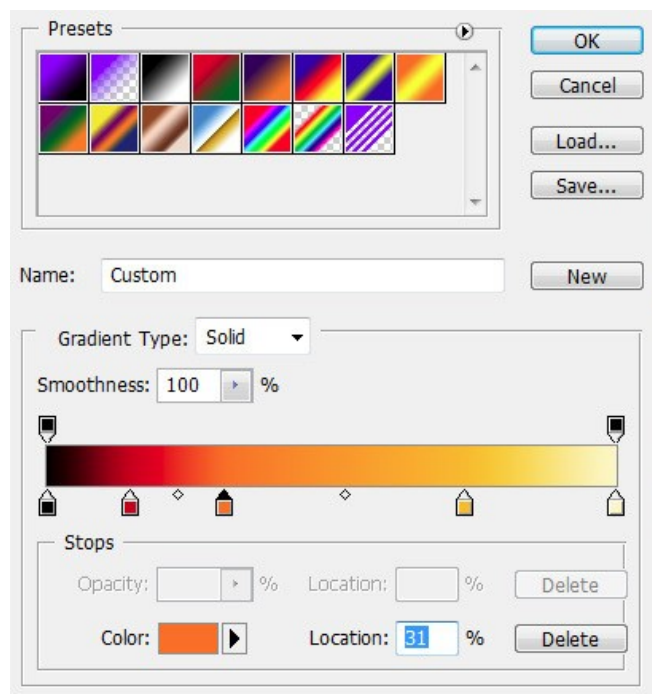 Presets
OK
Cancel
Load...
Save...
Name: Custom
New
Gradient Type: Solid
Smoothness: 100 %
Stops
Opacity: % Location: % Delete
Color: Location: 31 % Delete